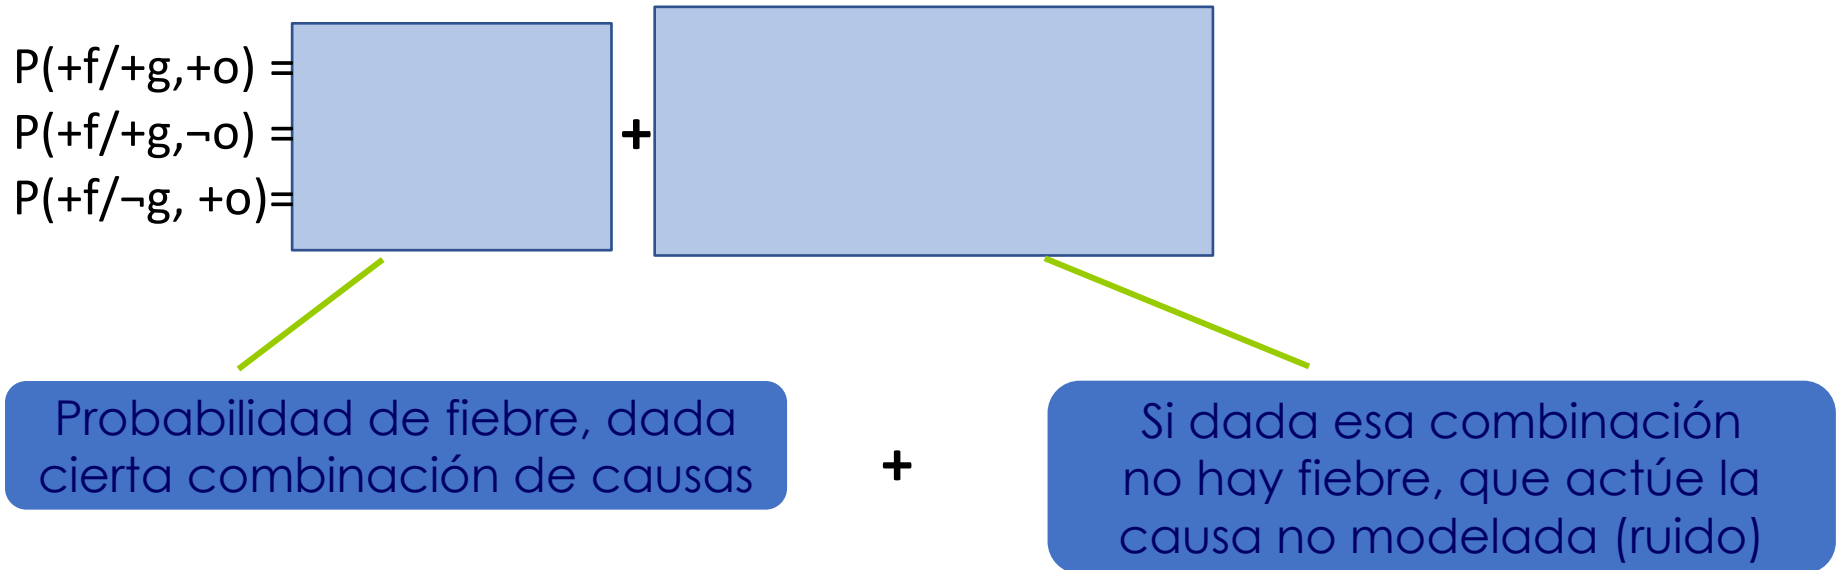 P(+f/+g,+o) =
P(+f/+g,¬o) =
+
P(+f/¬g, +o)=
Probabilidad de fiebre, dada
cierta combinación de causas
+
Si dada esa combinación
no hay fiebre, que actúe la
causa no modelada (ruido)